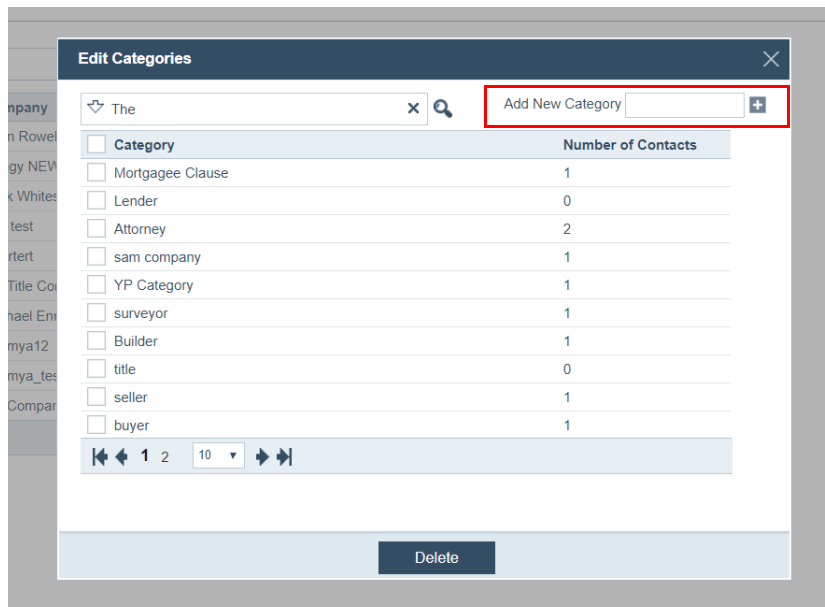 Edit Categories
The
Add New Category
Category Number of Contacts
Mortgagee Clause 1
Lender 0
Attorney 2
sam company 1
YP Category 1
surveyor 1
Builder 1
title 0
seller 1
buyer 1
1 2 10
Delete
mpany
n Rowel
gy NEW
k Whites
test
rtert
Title Co
hael Enr
mya12
mya_tes
Compar